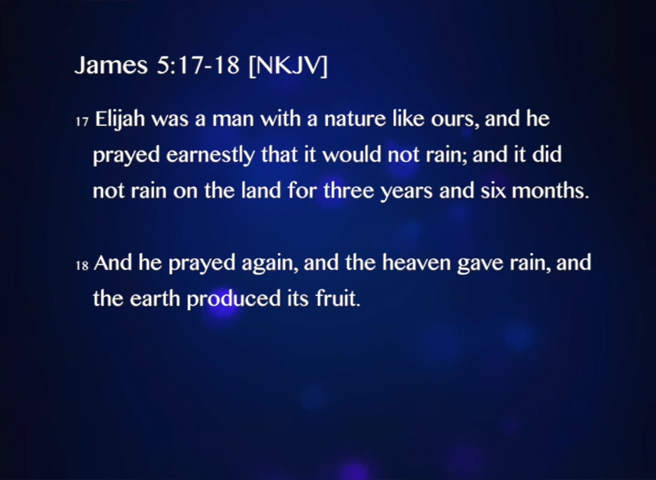 James 5:17-18 [NKJV]
17 Elijah was a man with a nature like ours, and he
prayed earnestly that it would not rain; and it did
not rain on the land for three years and six months.
18 And he prayed again, and the heaven gave rain, and
the earth produced its fruit.